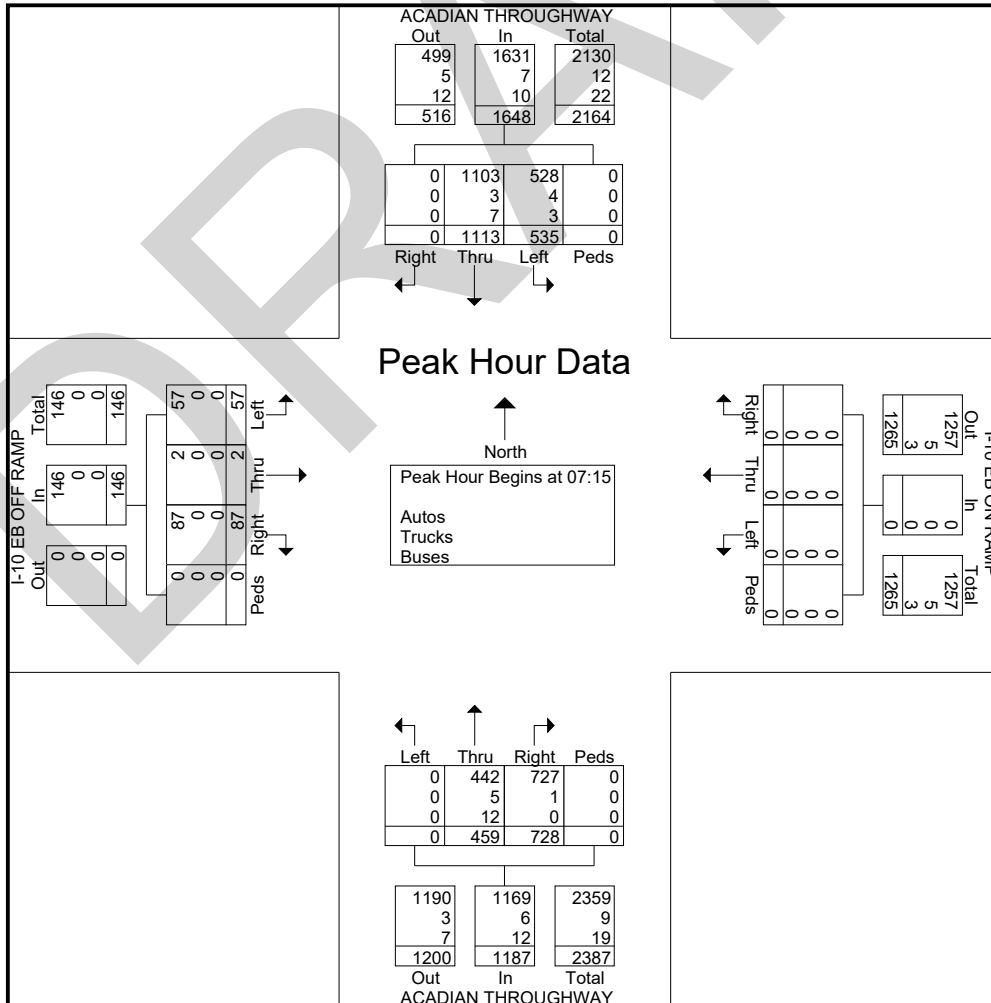 ACADIAN THROUGHWAY
Out In Total
499 1631 2130
5 7 12
12 10 22
516 1648 2164
0 1103 528 0
0 3 4 0
0 7 3 0
0 1113 535 0
Right Thru Left Peds
Peak Hour Data
North
Peak Hour Begins at 07:15
Autos
Trucks
Buses
I-10 EB OFF RAMP
Total In Out
146 146 0
0 0 0
0 0 0
146 146 0
57 2 87 0
0 0 0 0
0 0 0 0
57 2 87 0
Left Thru Right Peds
I-10 EB ON RAMP
Out In Total
1257 0 1257
5 0 5
3 0 3
1265 0 1265
0 0 0 0
0 0 0 0
0 0 0 0
0 0 0 0
Right Thru Left Peds
Left Thru Right Peds
0 442 727 0
0 5 1 0
0 12 0 0
0 459 728 0
1190 1169 2359
3 6 9
7 12 19
1200 1187 2387
Out In Total
ACADIAN THROUGHWAY
DRA